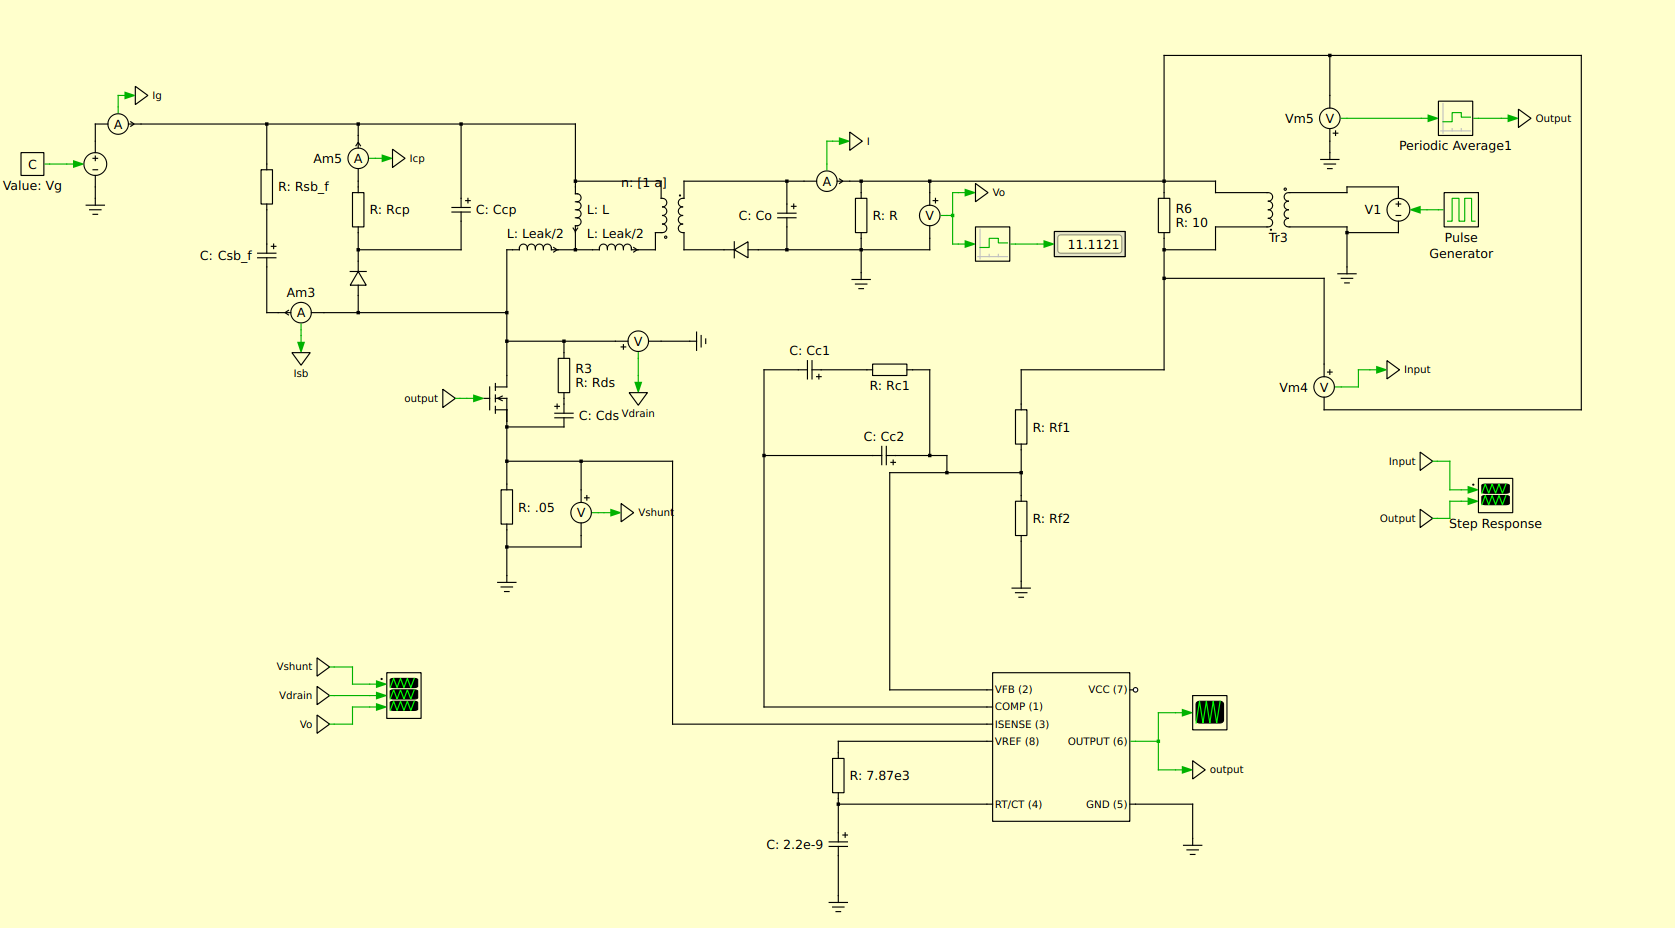 Ig
A
C
Value: Vg
Am5
A
Icp
R: Rsb_f
R: Rcp
C: Ccp
C: Csb_f
Am3
A
Isb
n: [1 a]
L: L
L: Leak/2
L: Leak/2
A
I
C: Co
R: R
V
Vo
11.1121
R6
R: 10
Tr3
V1
Pulse
Generator
Vm5
V
Periodic Average1
Output
Vm4
V
Input
output
R3
R: Rds
C: Cds
V
Vdrain
R: .05
V
Vshunt
C: Cc1
R: Rc1
C: Cc2
R: Rf1
R: Rf2
Input
Output
Step Response
Vshunt
Vdrain
Vo
VFB (2)
COMP (1)
ISENSE (3)
VREF (8)
RT/CT (4)
VCC (7)
OUTPUT (6)
GND (5)
output
R: 7.87e3
C: 2.2e-9